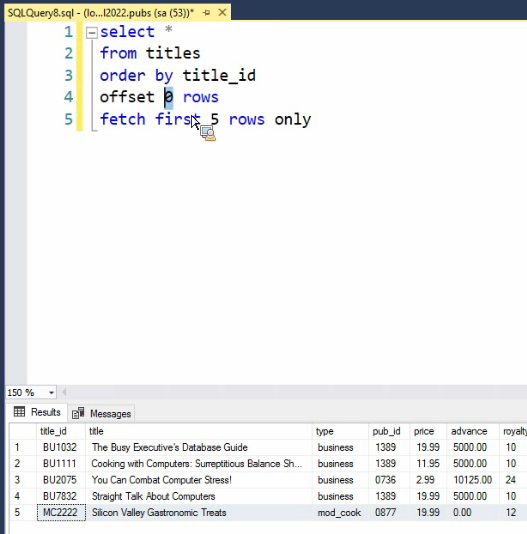 SQLQuery8.sql - (lo...l2022.pubs (sa (53))*
1 select *
2 from titles
3 order by title_id
4 offset 0 rows
5 fetch first 5 rows only
150 %
Results Messages
title_id title type pub_id price advance royalty
1 BU1032 The Busy Executive's Database Guide business 1389 19.99 5000.00 10
2 BU1111 Cooking with Computers: Surreptitious Balance Sh... business 1389 11.95 5000.00 10
3 BU2075 You Can Combat Computer Stress! business 0736 2.99 10125.00 24
4 BU7832 Straight Talk About Computers business 1389 19.99 5000.00 10
5 MC2222 Silicon Valley Gastronomic Treats mod_cook 0877 19.99 0.00 12